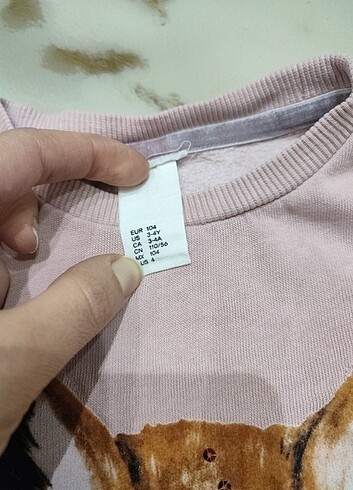 EUR 104
US 3-4Y
CA 3-4A
CN 110/56
MX 104
US 4